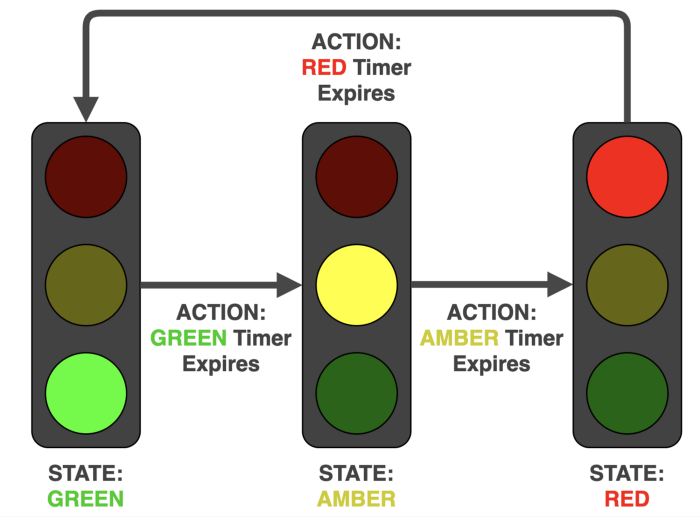 ACTION:
RED Timer
Expires
ACTION:
GREEN Timer
Expires
ACTION:
AMBER Timer
Expires
STATE:
GREEN
STATE:
AMBER
STATE:
RED